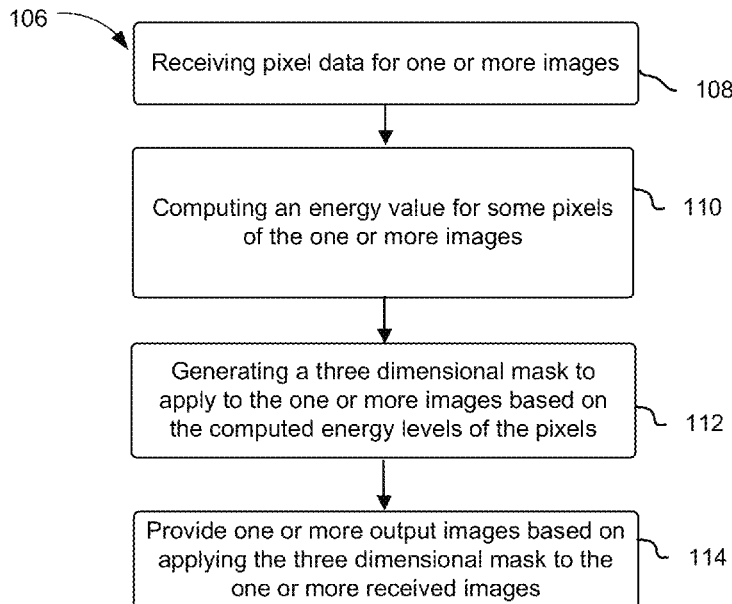 106
Receiving pixel data for one or more images
108
Computing an energy value for some pixels
of the one or more images
110
Generating a three dimensional mask to
apply to the one or more images based on
the computed energy levels of the pixels
112
Provide one or more output images based on
applying the three dimensional mask to the
one or more received images
114